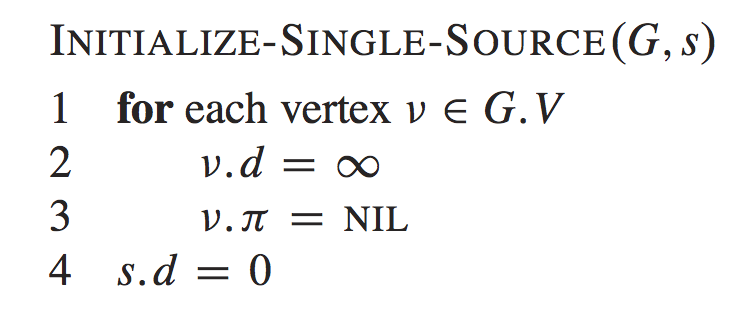 INITIALIZE-SINGLE-SOURCE(G, s)
1 for each vertex v ∈ G.V
2 v.d = ∞
3 v.π = NIL
4 s.d = 0